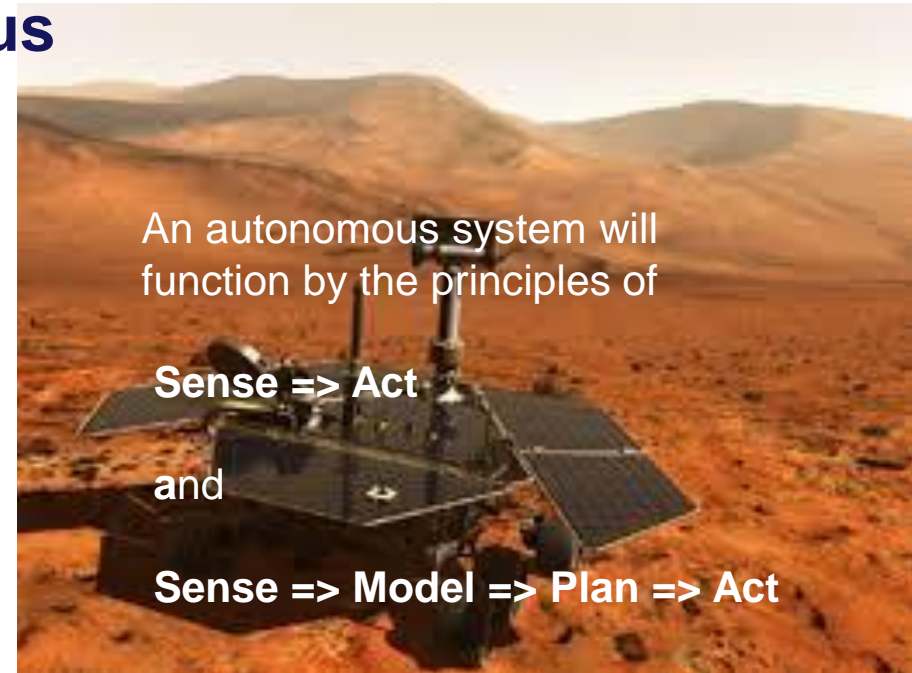 us
An autonomous system will
function by the principles of
Sense => Act
and
Sense => Model => Plan => Act